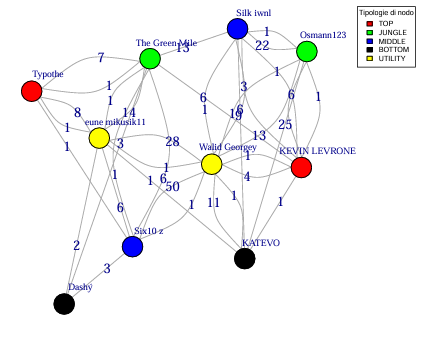 Silk iwnl
Tipologie di nodo
TOP
JUNGLE
MIDDLE
BOTTOM
UTILITY
1
Osmann123
22
The Green Mile
13
7
Typothe
1
3
1
6
6
1
1
1
14
8
eune mikusik11
1
25
13
3
28
Walid Georgey
1
KEVIN LEVRONE
1
1
1
6
50
4
1
11
1
1
6
Six10 z
2
KATEVO
3
Dashy